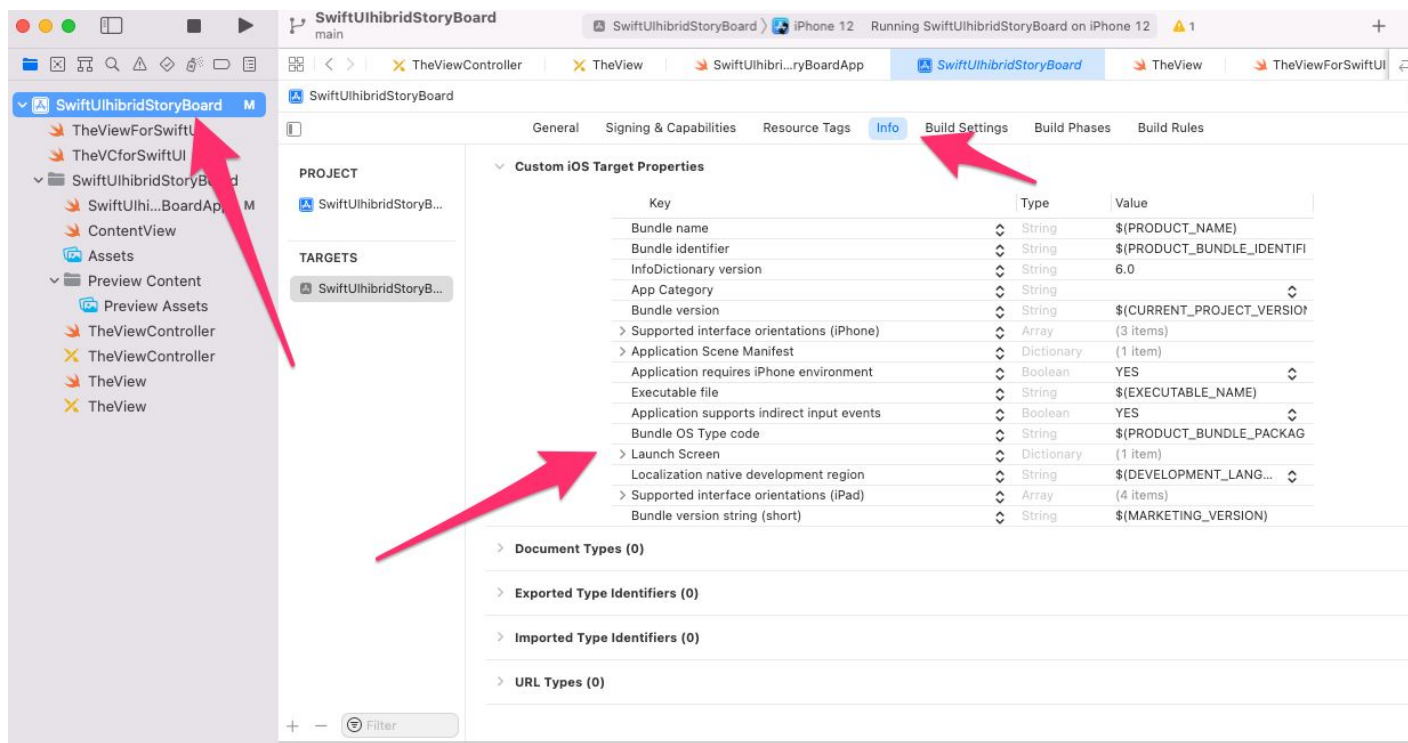 SwiftUIhibridStoryBoard
main
SwiftUIhibridStoryBoard
iPhone 12
Running SwiftUIhibridStoryBoard on iPhone 12
1
TheViewController
TheView
SwiftUIhibri...ryBoardApp
SwiftUIhibridStoryBoard
TheView
TheViewForSwiftUI
SwiftUIhibridStoryBoard M
TheViewForSwiftU
TheVCforSwiftUI
SwiftUIhibridStoryB d
SwiftUIhi...BoardAp M
ContentView
Assets
Preview Content
Preview Assets
TheViewController
TheViewController
TheView
TheView
SwiftUIhibridStoryBoard
General Signing & Capabilities Resource Tags Info Build Settings Build Phases Build Rules
PROJECT
SwiftUIhibridStoryB...
TARGETS
SwiftUIhibridStoryB...
Filter
Custom iOS Target Properties
Key Type Value
Bundle name String $(PRODUCT_NAME)
Bundle identifier String $(PRODUCT_BUNDLE_IDENTIFI
InfoDictionary version String 6.0
App Category String
Bundle version String $(CURRENT_PROJECT_VERSION
Supported interface orientations (iPhone) Array (3 items)
Application Scene Manifest Dictionary (1 item)
Application requires iPhone environment Boolean YES
Executable file String $(EXECUTABLE_NAME)
Application supports indirect input events Boolean YES
Bundle OS Type code String $(PRODUCT_BUNDLE_PACKAG
Launch Screen Dictionary (1 item)
Localization native development region String $(DEVELOPMENT_LANG...
Supported interface orientations (iPad) Array (4 items)
Bundle version string (short) String $(MARKETING_VERSION)
Document Types (0)
Exported Type Identifiers (0)
Imported Type Identifiers (0)
URL Types (0)